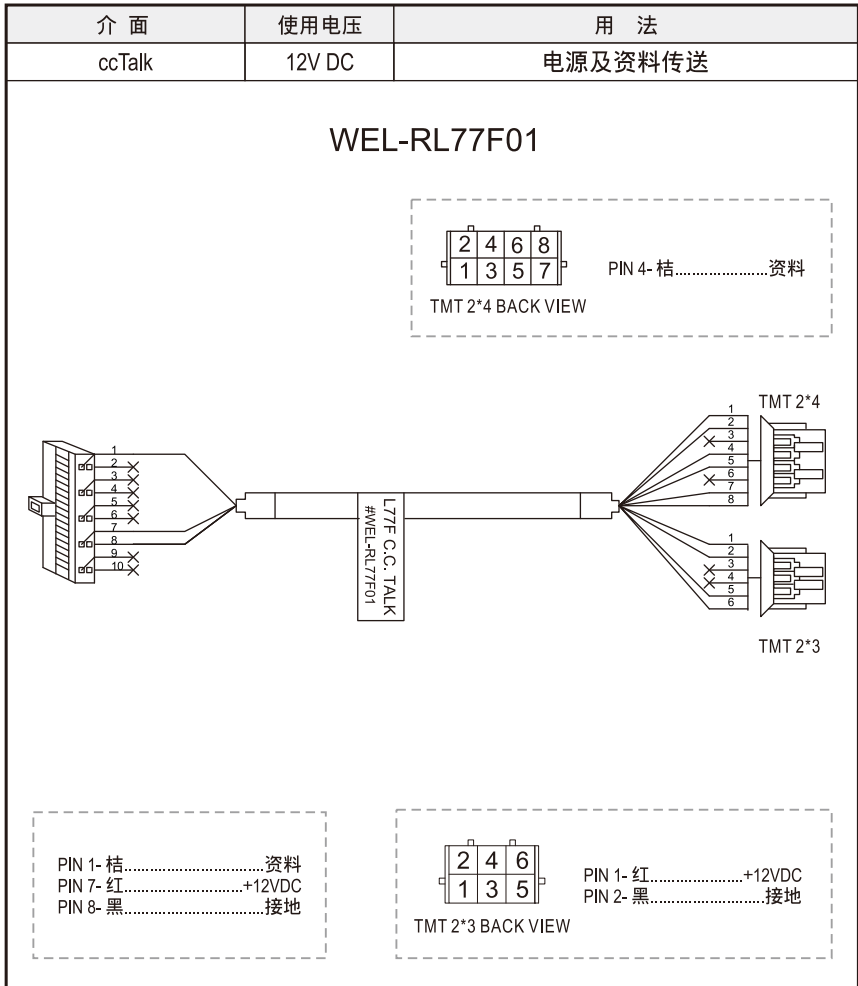 介 面 使用电压 用 法
ccTalk 12V DC 电源及资料传送
WEL-RL77F01
2 4 6 8
1 3 5 7
PIN 4- 桔....................资料
TMT 2*4 BACK VIEW
TMT 2*4
1
2
3
4
5
6
7
8
1
2
3
4
5
6
7
8
9
10
L77F C.C. TALK
#WEL-RL77F01
1
2
3
4
5
6
TMT 2*3
PIN 1- 桔..............................资料
PIN 7- 红.........................+12VDC
PIN 8- 黑..............................接地
2 4 6
1 3 5
TMT 2*3 BACK VIEW
PIN 1- 红....................+12VDC
PIN 2- 黑.........................接地